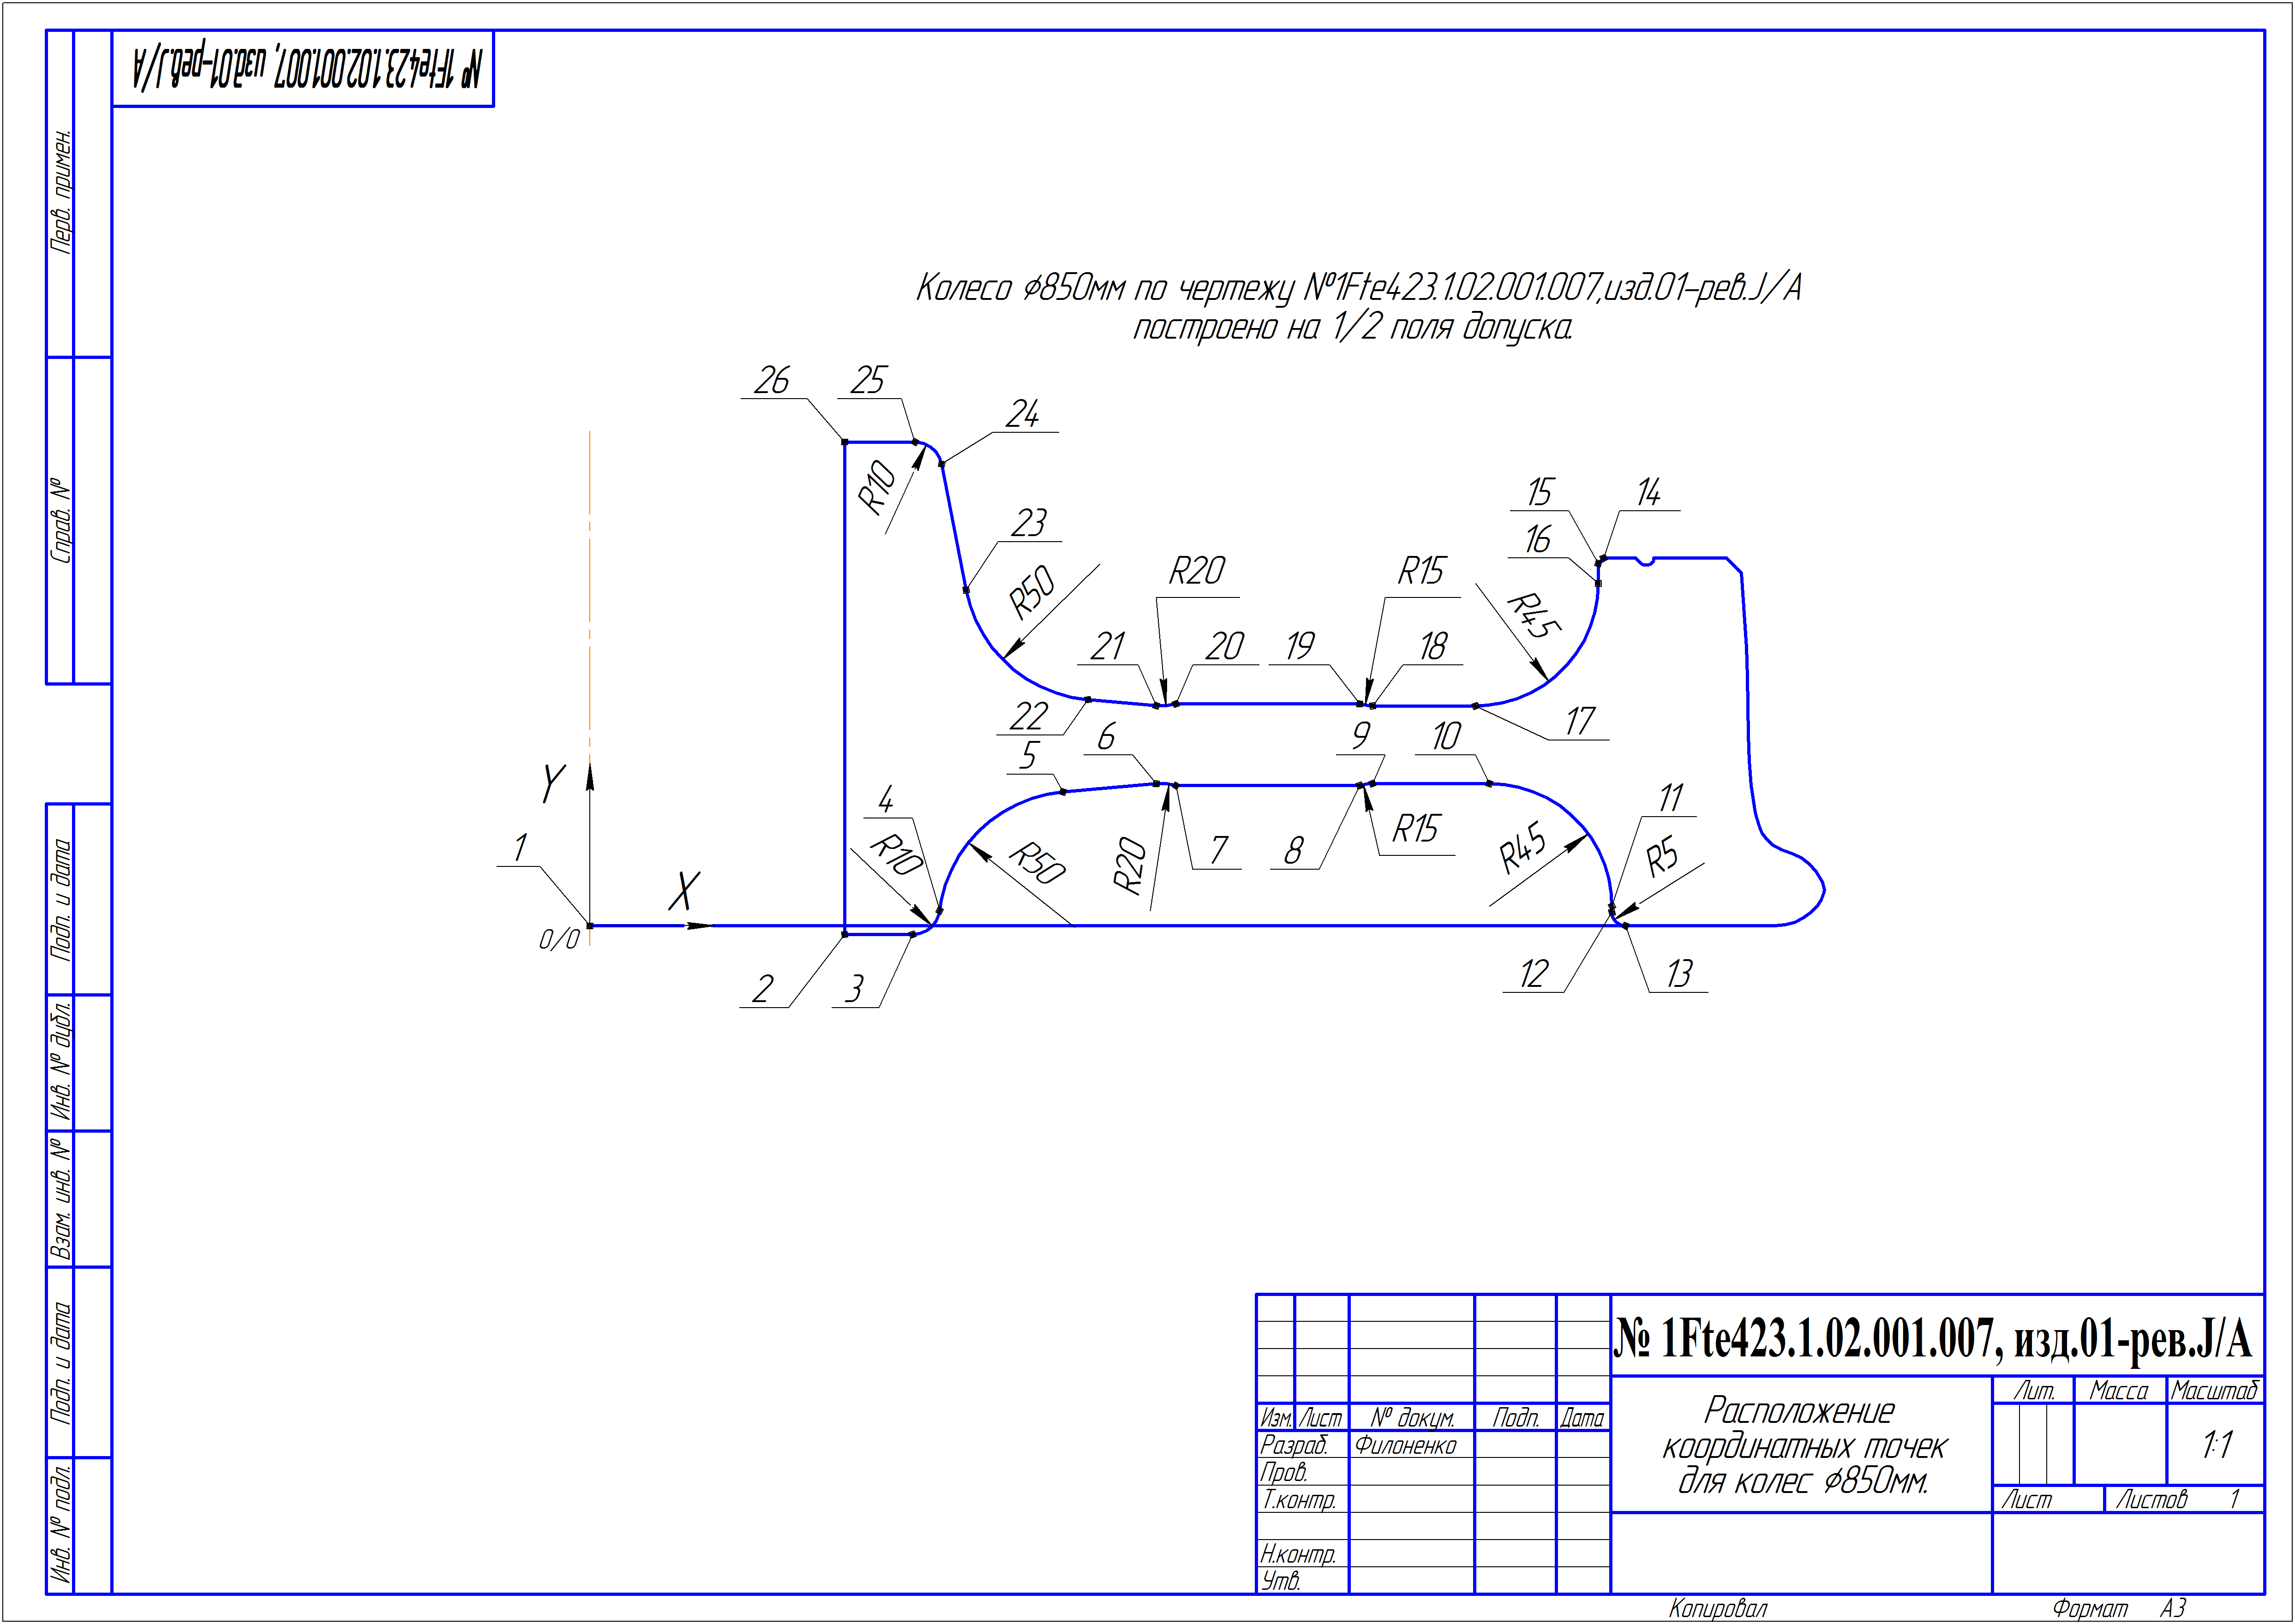 № 1Fte423.1.02.001.007, изд.01-рев.J/A
Перв. примен.
Справ. №
Подп. и дата
Инв. № дубл.
Взам. инв. №
Подп. и дата
Инв. № подл.
Колесо ϕ850мм по чертежу №1Fte423.1.02.001.007,изд.01-рев.J/A
построено на 1/2 поля допуска.
26
25
24
R10
23
R50
15
14
16
R20
R15
R45
21
20
19
18
22
17
5
6
9
10
Y
4
11
1
R10
R50
R20
7
8
R15
R45
R5
X
0/0
2
3
12
13
№ 1Fte423.1.02.001.007, изд.01-рев.J/A
Изм. Лист № докум. Подп. Дата
Разраб. Филоненко
Пров.
Т.контр.
Н.контр.
Утв.
Расположение
координатных точек
для колес ϕ850мм.
Лит. Масса Масштаб
1:1
Лист Листов 1
Копировал Формат А3